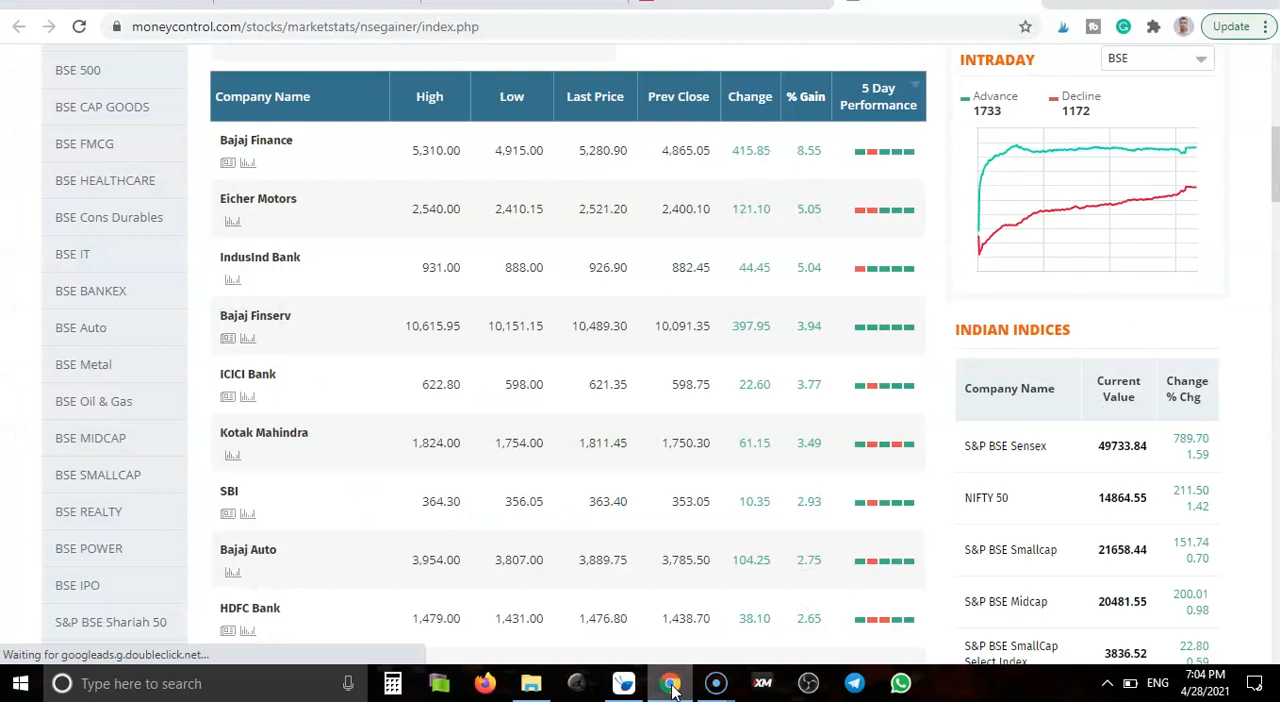 moneycontrol.com/stocks/marketstats/nsegainer/index.php
Update
BSE 500
BSE CAP GOODS
BSE FMCG
BSE HEALTHCARE
BSE Cons Durables
BSE IT
BSE BANKEX
BSE Auto
BSE Metal
BSE Oil & Gas
BSE MIDCAP
BSE SMALLCAP
BSE REALTY
BSE POWER
BSE IPO
S&P BSE Shariah 50
Company Name High Low Last Price Prev Close Change % Gain 5 Day
Performance
Bajaj Finance 5,310.00 4,915.00 5,280.90 4,865.05 415.85 8.55
Eicher Motors 2,540.00 2,410.15 2,521.20 2,400.10 121.10 5.05
IndusInd Bank 931.00 888.00 926.90 882.45 44.45 5.04
Bajaj Finserv 10,615.95 10,151.15 10,489.30 10,091.35 397.95 3.94
ICICI Bank 622.80 598.00 621.35 598.75 22.60 3.77
Kotak Mahindra 1,824.00 1,754.00 1,811.45 1,750.30 61.15 3.49
SBI 364.30 356.05 363.40 353.05 10.35 2.93
Bajaj Auto 3,954.00 3,807.00 3,889.75 3,785.50 104.25 2.75
HDFC Bank 1,479.00 1,431.00 1,476.80 1,438.70 38.10 2.65
INTRADAY BSE
Advance Decline
1733 1172
INDIAN INDICES
Company Name Current Change
Value % Chg
S&P BSE Sensex 49733.84 789.70
1.59
NIFTY 50 14864.55 211.50
1.42
S&P BSE Smallcap 21658.44 151.74
0.70
S&P BSE Midcap 20481.55 200.01
0.98
S&P BSE SmallCap 3836.52 22.80
Select Index 0.59
Waiting for googleads.g.doubleclick.net...
Type here to search XM ENG 7:04 PM
4/28/2021